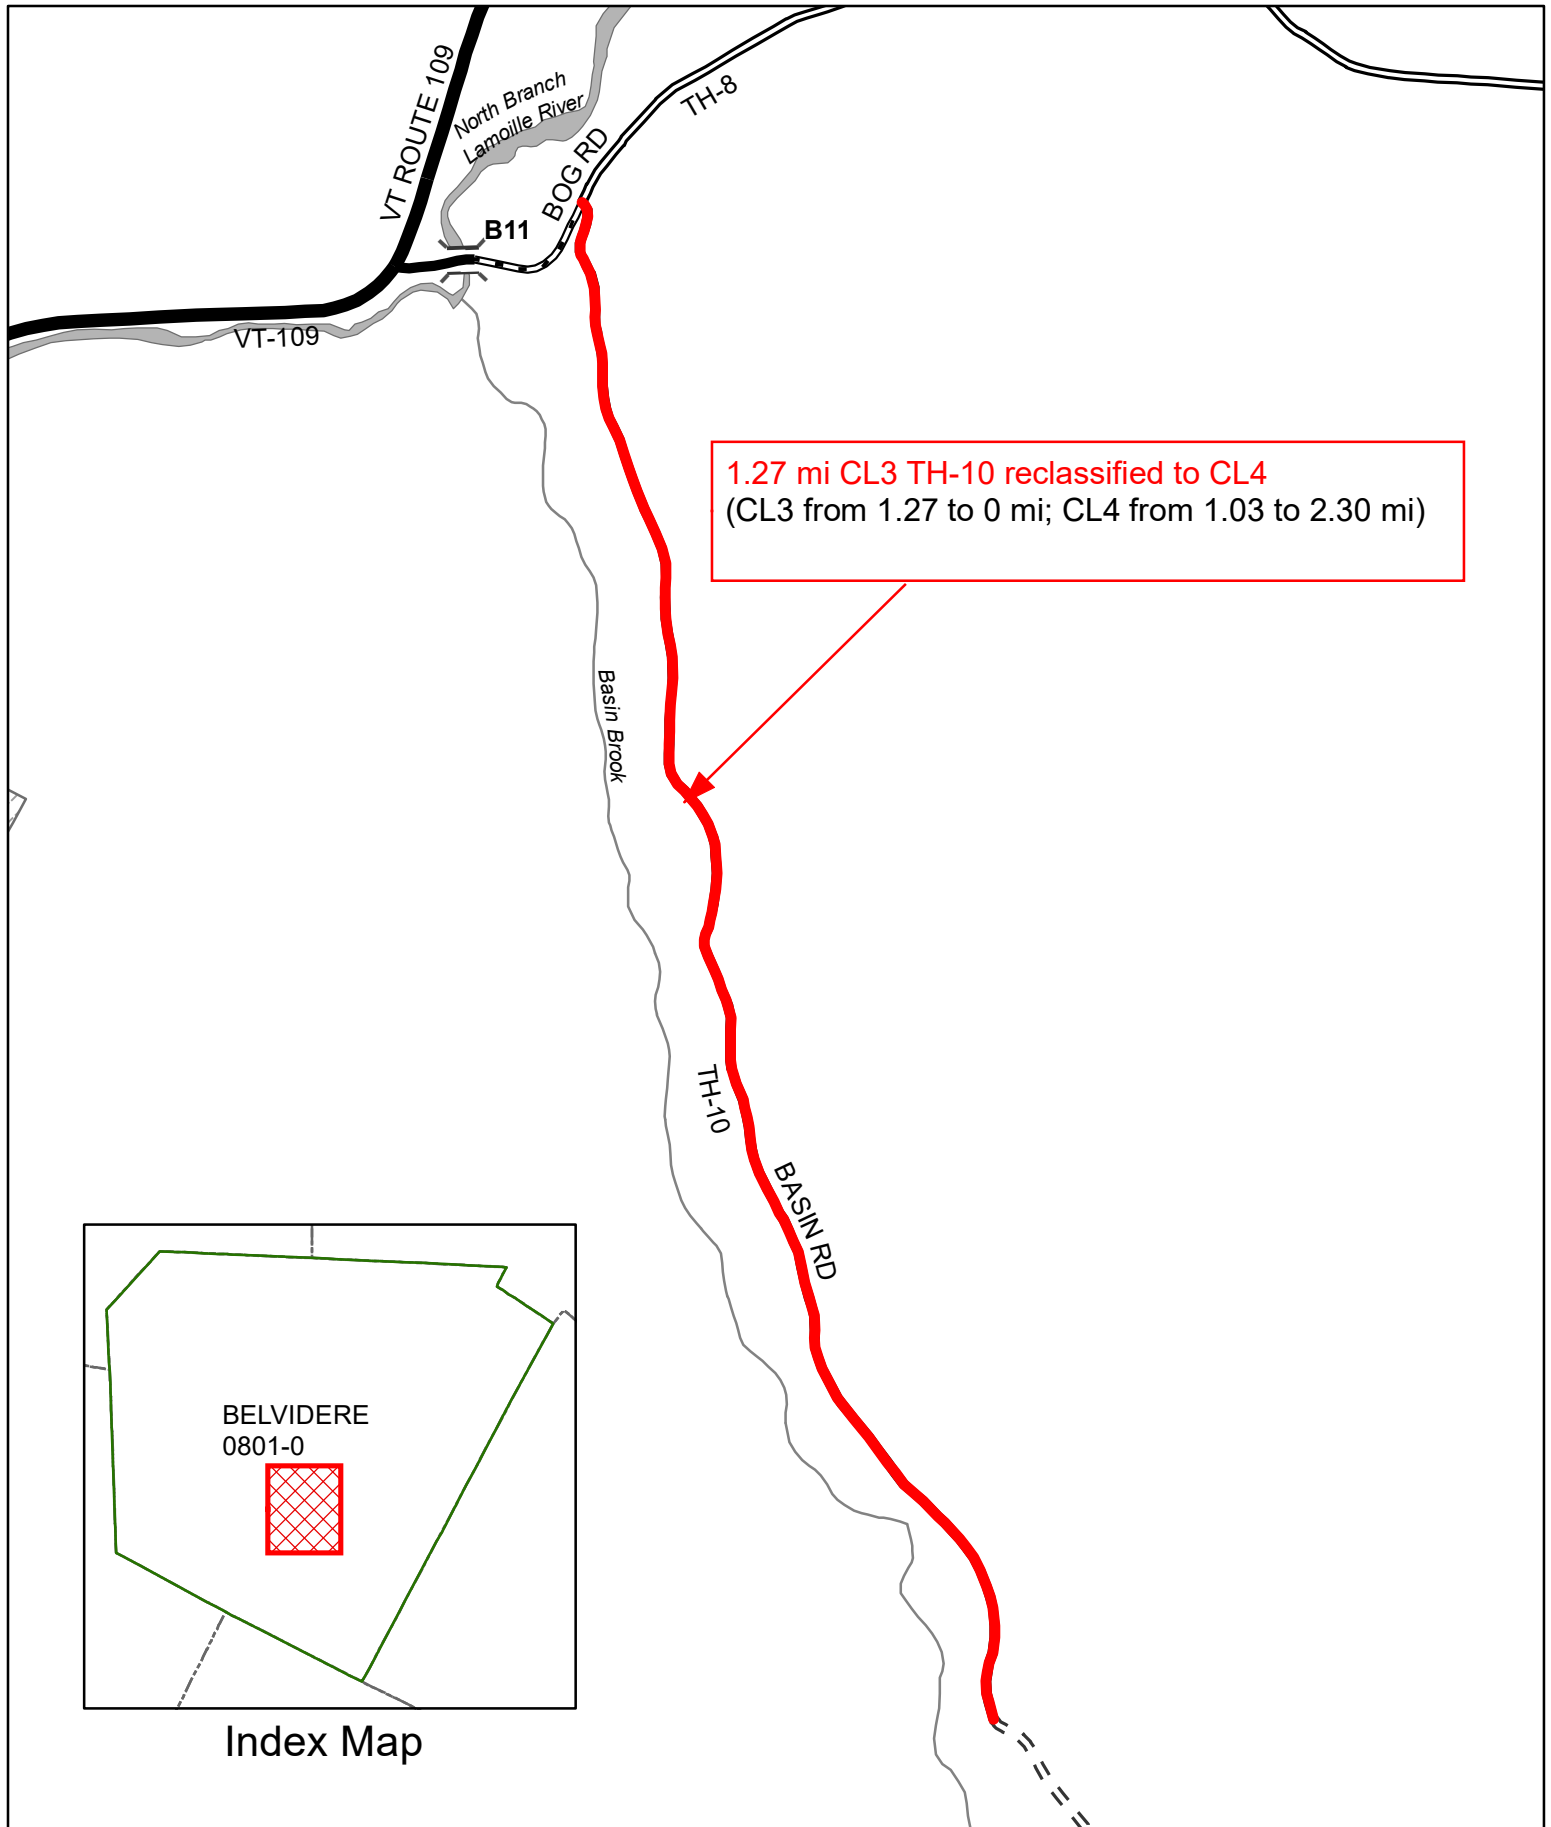 VT ROUTE 109
North Branch
Lamoille River
TH-8
BOG RD
B11
VT-109
1.27 mi CL3 TH-10 reclassified to CL4
(CL3 from 1.27 to 0 mi; CL4 from 1.03 to 2.30 mi)
Basin Brook
TH-10
BASIN RD
BELVIDERE
0801-0
Index Map